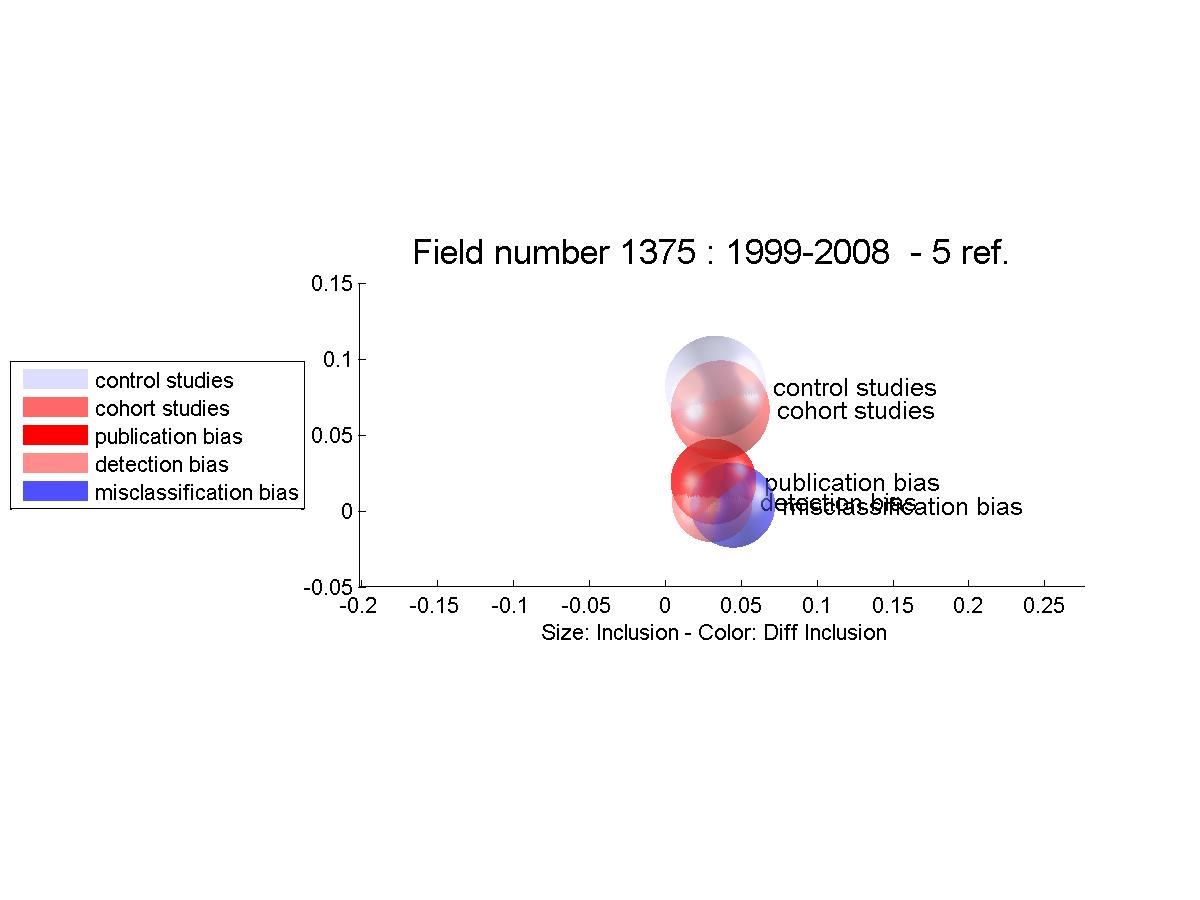 Field number 1375 : 1999-2008 - 5 ref.
0.15
0.1
0.05
0
-0.05
control studies
cohort studies
publication bias
detection bias
misclassification bias
control studies
cohort studies
publication bias
detection bias
misclassification bias
-0.2 -0.15 -0.1 -0.05 0 0.05 0.1 0.15 0.2 0.25
Size: Inclusion - Color: Diff Inclusion